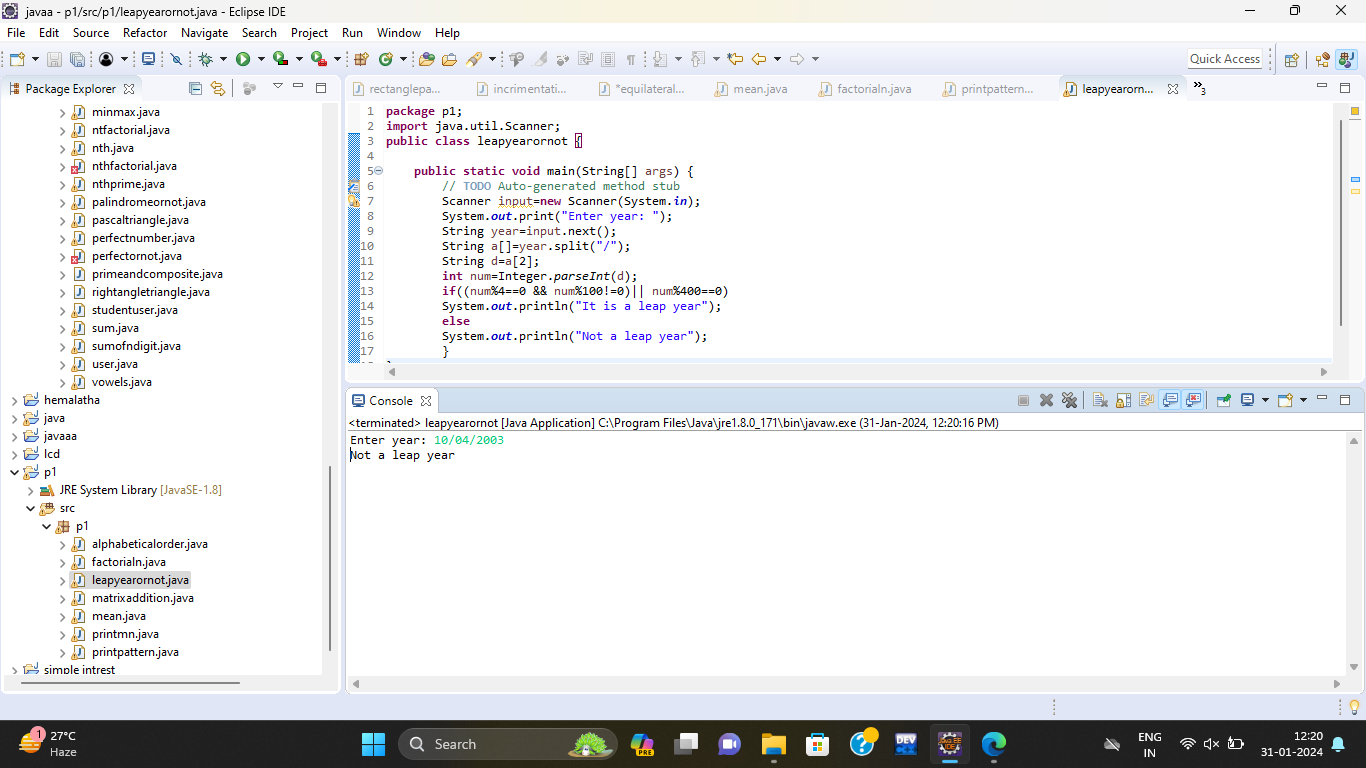 javaa - p1/src/p1/leapyearornot.java - Eclipse IDE
File Edit Source Refactor Navigate Search Project Run Window Help
Quick Access
Package Explorer
minmax.java
ntfactorial.java
nth.java
nthfactorial.java
nthprime.java
palindromeornot.java
pascaltriangle.java
perfectnumber.java
perfectornot.java
primeandcomposite.java
rightangletriangle.java
studentuser.java
sum.java
sumofndigit.java
user.java
vowels.java
hemalatha
java
javaaa
lcd
p1
JRE System Library [JavaSE-1.8]
src
p1
alphabeticalorder.java
factorialn.java
leapyearornot.java
matrixaddition.java
mean.java
printmn.java
printpattern.java
simple intrest
rectanglepa... incrimentati... *equilateral... mean.java factorialn.java printpattern... leapyearorn... »3
1 package p1;
2 import java.util.Scanner;
3 public class leapyearornot {
4
5 public static void main(String[] args) {
6 // TODO Auto-generated method stub
7 Scanner input=new Scanner(System.in);
8 System.out.print("Enter year: ");
9 String year=input.next();
10 String a[]=year.split("/");
11 String d=a[2];
12 int num=Integer.parseInt(d);
13 if((num%4==0 && num%100!=0)|| num%400==0)
14 System.out.println("It is a leap year");
15 else
16 System.out.println("Not a leap year");
17 }
Console
<terminated> leapyearornot [Java Application] C:\Program Files\Java\jre1.8.0_171\bin\javaw.exe (31-Jan-2024, 12:20:16 PM)
Enter year: 10/04/2003
Not a leap year
1
27°C
Haze
Search
PRE
DEV
Java EE
IDE
ENG
IN
12:20
31-01-2024